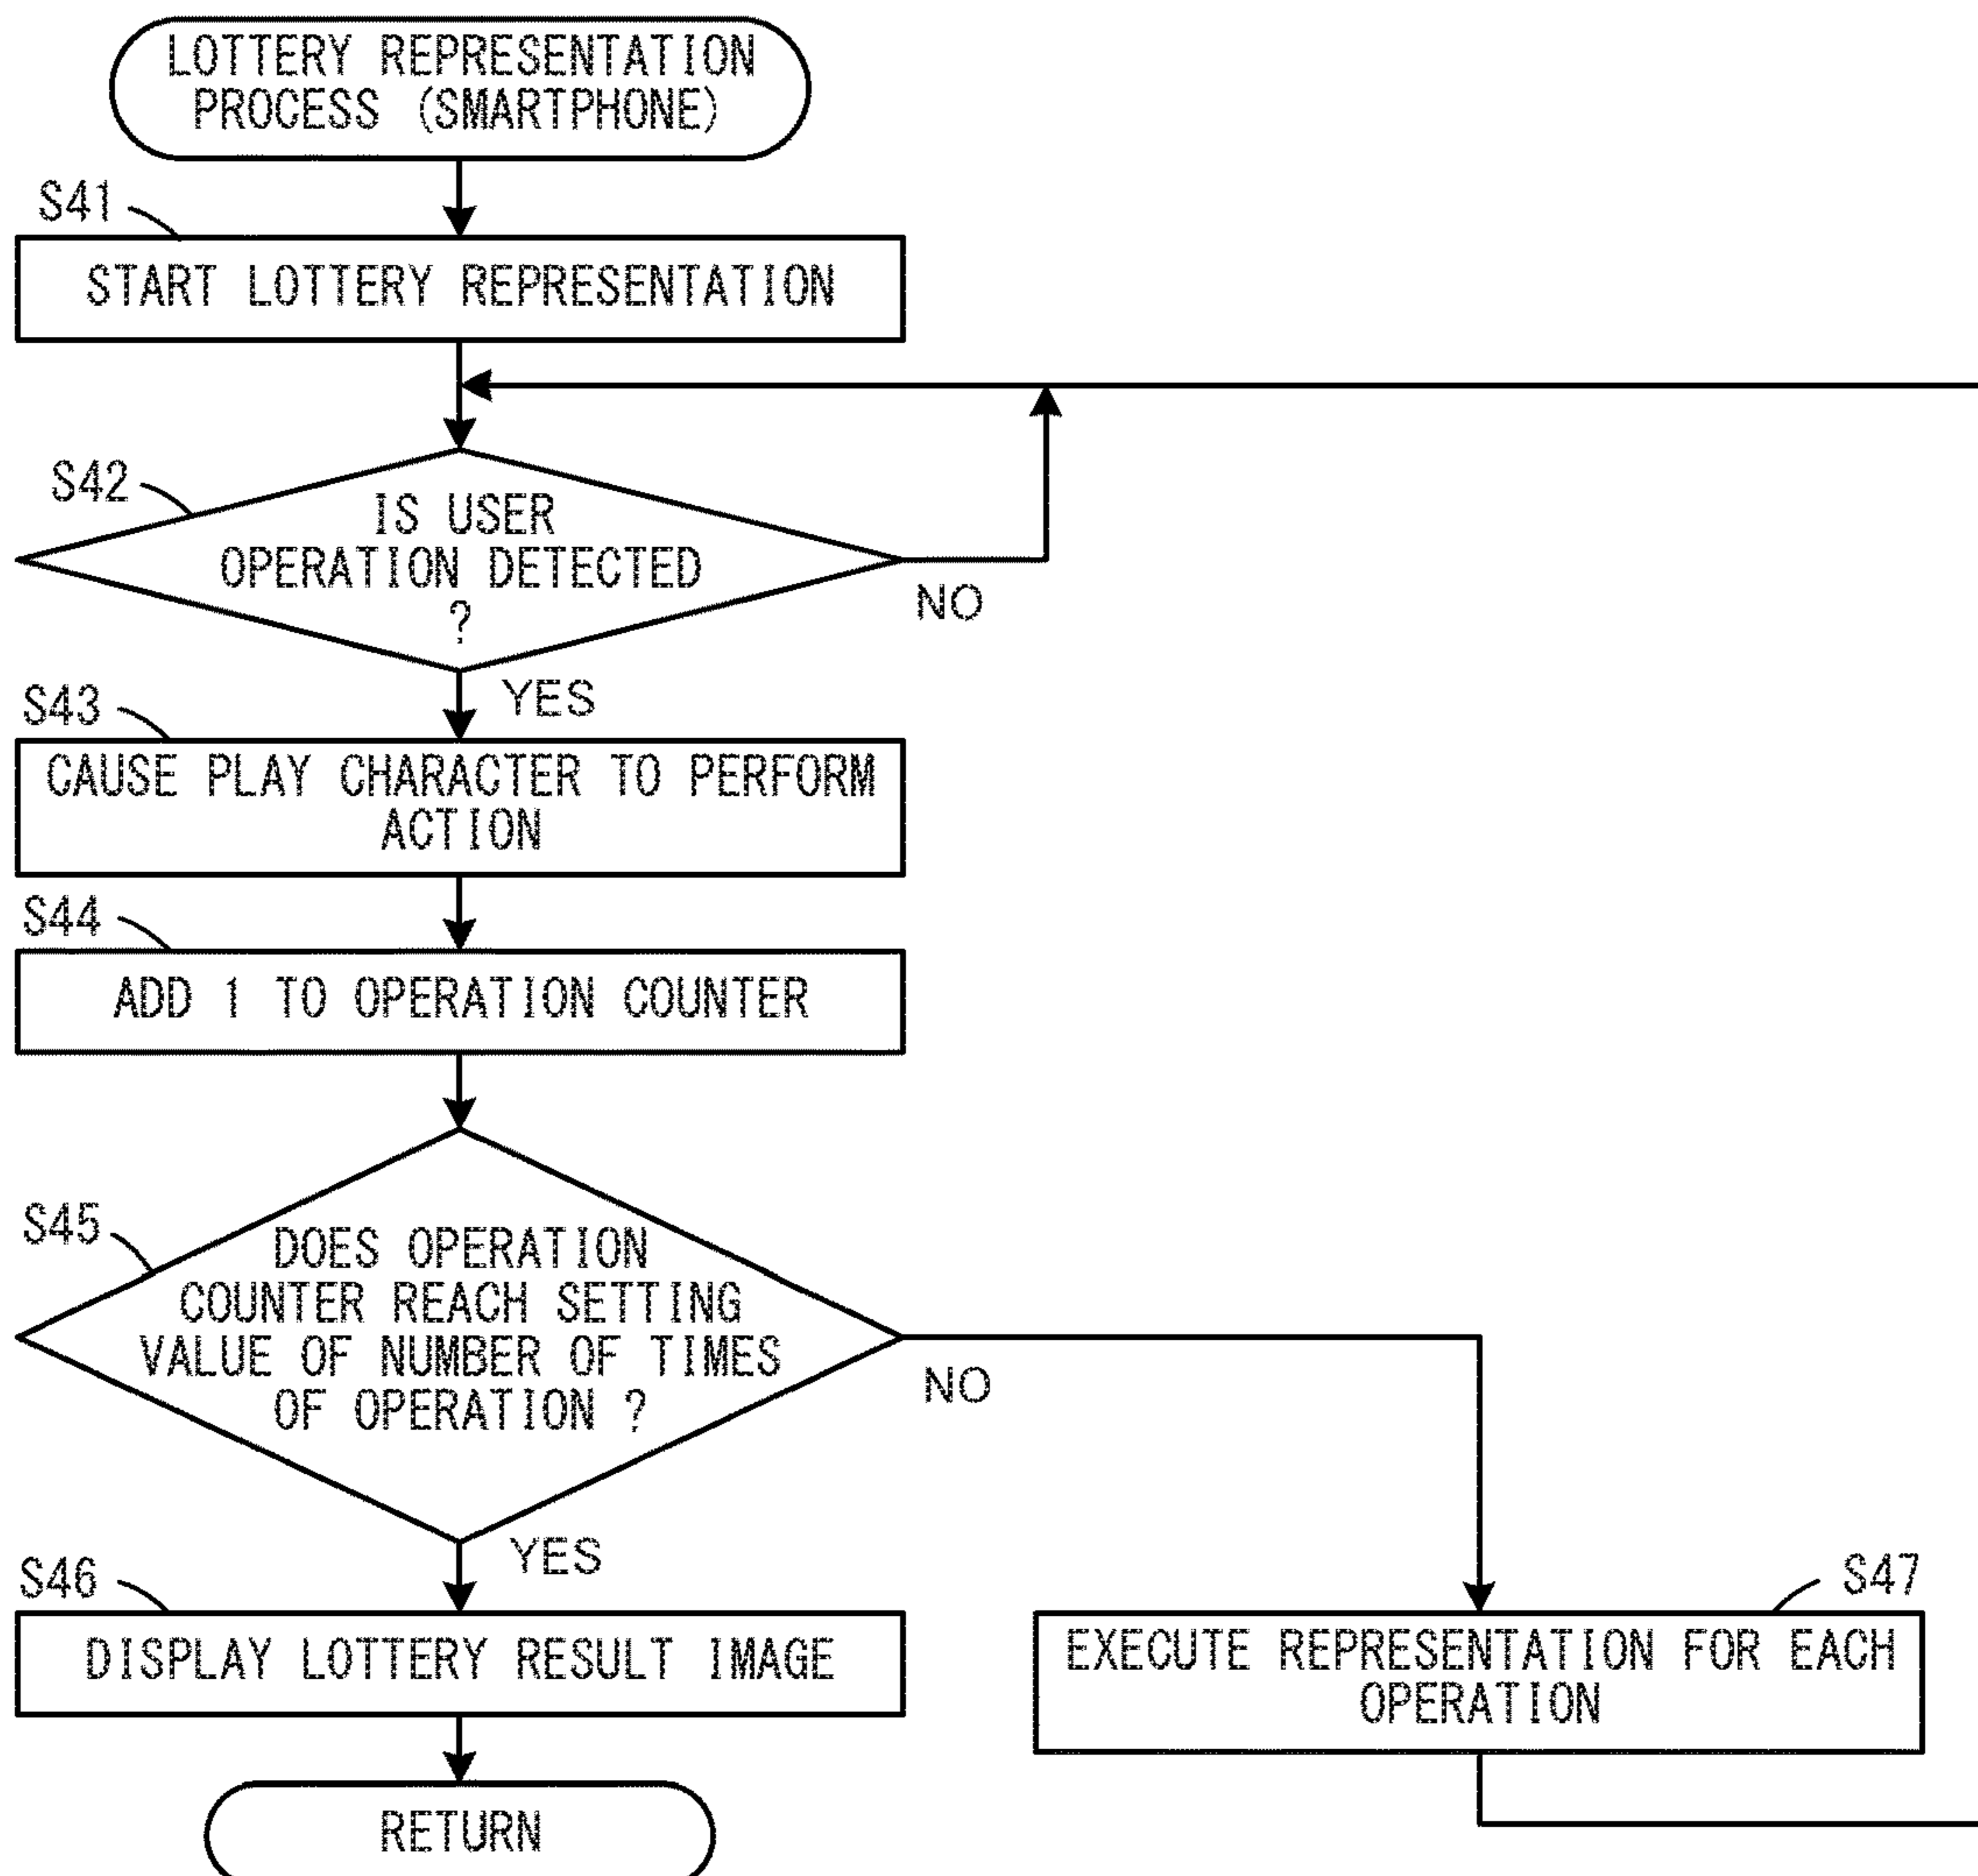 LOTTERY REPRESENTATION
PROCESS (SMARTPHONE)
S41
START LOTTERY REPRESENTATION
S42
IS USER
OPERATION DETECTED
?
NO
YES
S43
CAUSE PLAY CHARACTER TO PERFORM
ACTION
S44
ADD 1 TO OPERATION COUNTER
S45
DOES OPERATION
COUNTER REACH SETTING
VALUE OF NUMBER OF TIMES
OF OPERATION ?
NO
YES
S46
DISPLAY LOTTERY RESULT IMAGE
S47
EXECUTE REPRESENTATION FOR EACH
OPERATION
RETURN